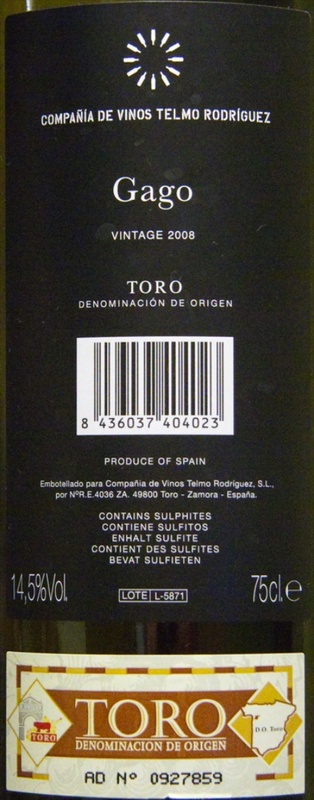 COMPAÑÍA DE VINOS TELMO RODRÍGUEZ
Gago
VINTAGE 2008
TORO
DENOMINACIÓN DE ORIGEN
8 436037 404023
PRODUCE OF SPAIN
Embotellado para Compañía de Vinos Telmo Rodríguez, S.L.,
por NºR.E.4036 ZA. 49800 Toro - Zamora - España.
CONTAINS SULPHITES
CONTIENE SULFITOS
ENHALT SULFITE
CONTIENT DES SULFITES
BEVAT SULFIETEN
14,5%Vol. LOTE L-5871 75cl.e
TORO
TORO
DENOMINACION DE ORIGEN
D.O. Toro
AD Nº 0927859